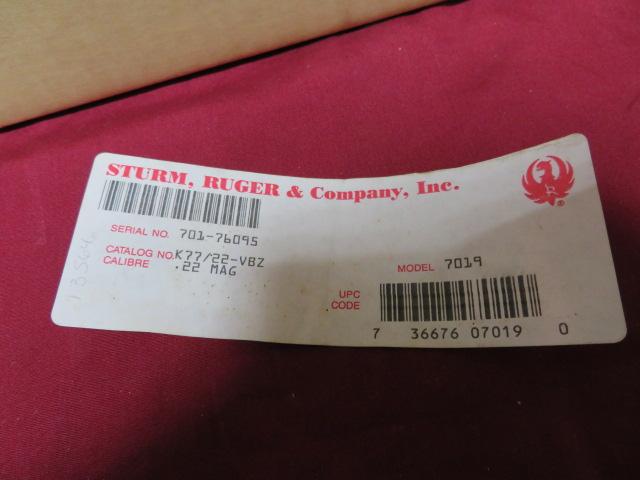 STURM, RUGER & Company, Inc.
®
SERIAL NO. 701-76095
CATALOG NO. K77/22-VBZ
CALIBRE .22 MAG
MODEL 7019
UPC
CODE
7 36676 07019 0